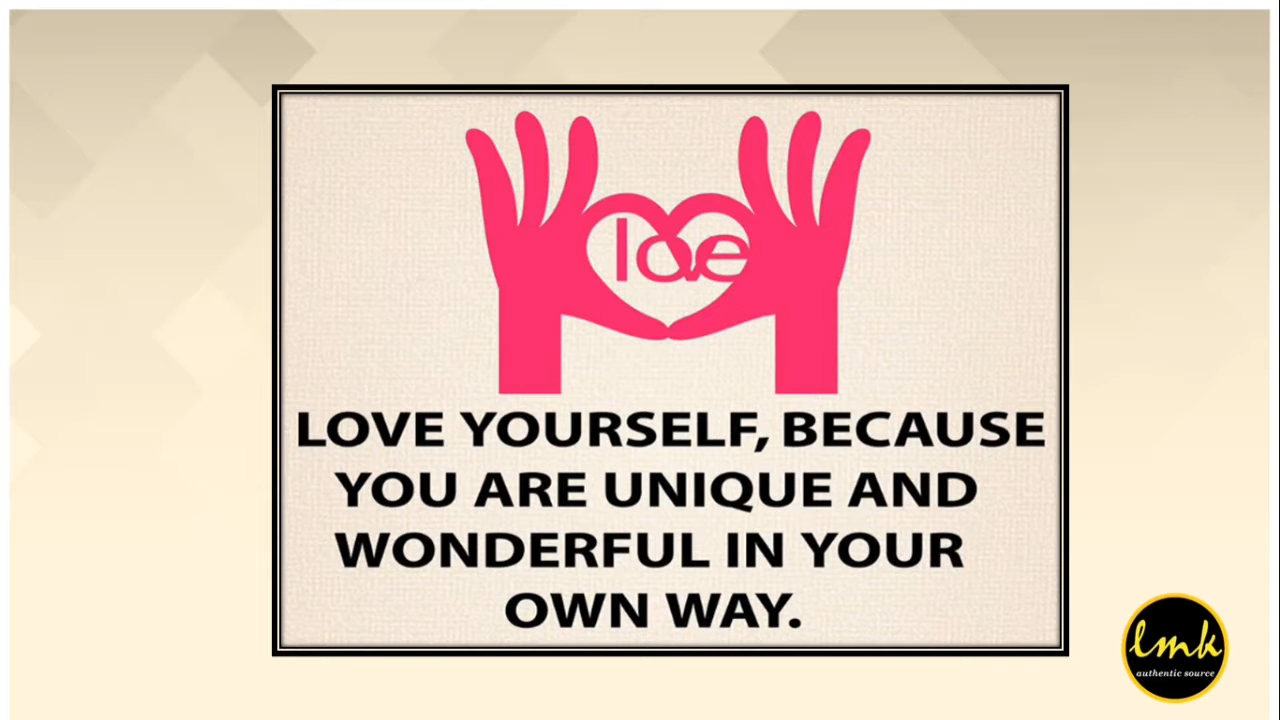 love
LOVE YOURSELF, BECAUSE
YOU ARE UNIQUE AND
WONDERFUL IN YOUR
OWN WAY.
lmk
authentic source